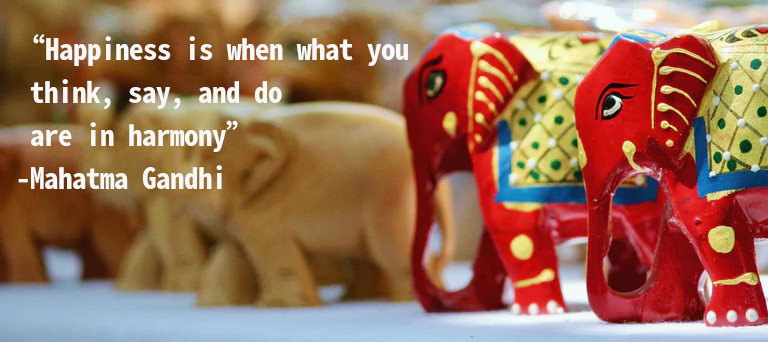 “Happiness is when what you
think, say, and do
are in harmony”
-Mahatma Gandhi